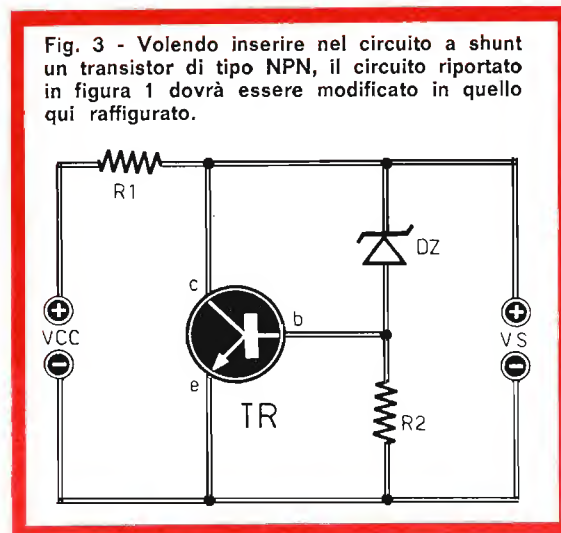 Fig. 3 - Volendo inserire nel circuito a shunt
un transistor di tipo NPN, il circuito riportato
in figura 1 dovrà essere modificato in quello
qui raffigurato.
R1
DZ
c
b
+
VCC
-
+
VS
-
e
TR
R2